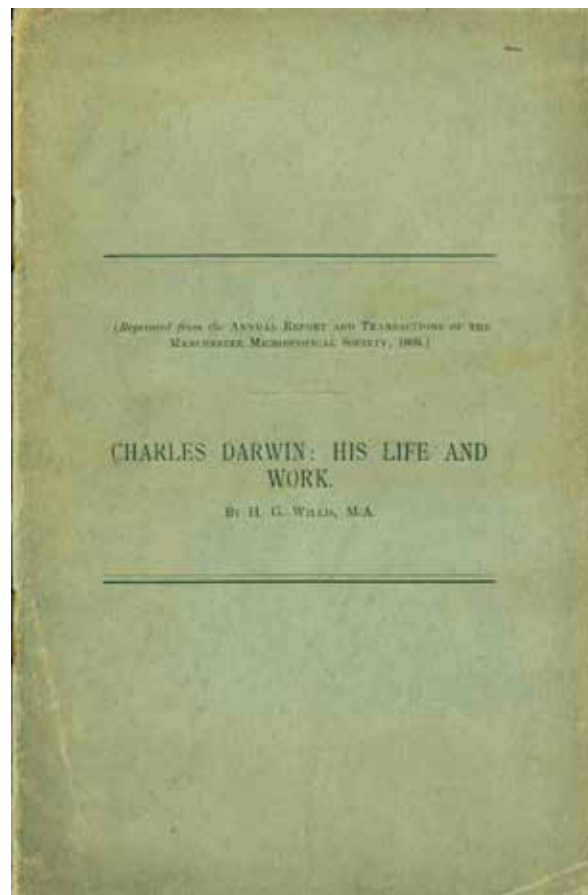 (Reprinted from the ANNUAL REPORT AND TRANSACTIONS OF THE
MANCHESTER MICROSCOPICAL SOCIETY, 1909.)
CHARLES DARWIN: HIS LIFE AND
WORK.
BY H. G. WILLIS, M.A.